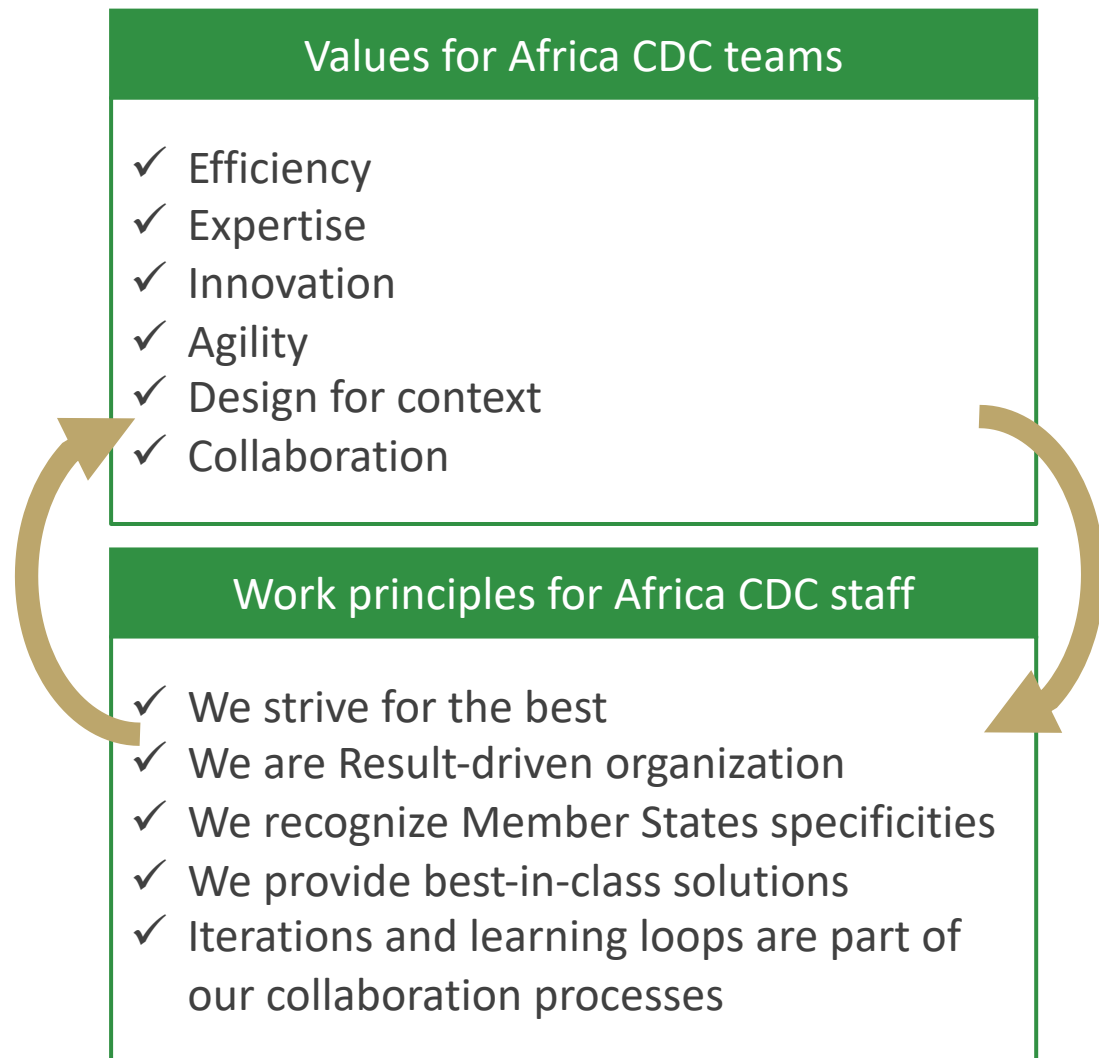 Values for Africa CDC teams
✓ Efficiency
✓ Expertise
✓ Innovation
✓ Agility
✓ Design for context
✓ Collaboration
Work principles for Africa CDC staff
✓ We strive for the best
✓ We are Result-driven organization
✓ We recognize Member States specificities
✓ We provide best-in-class solutions
✓ Iterations and learning loops are part of
our collaboration processes